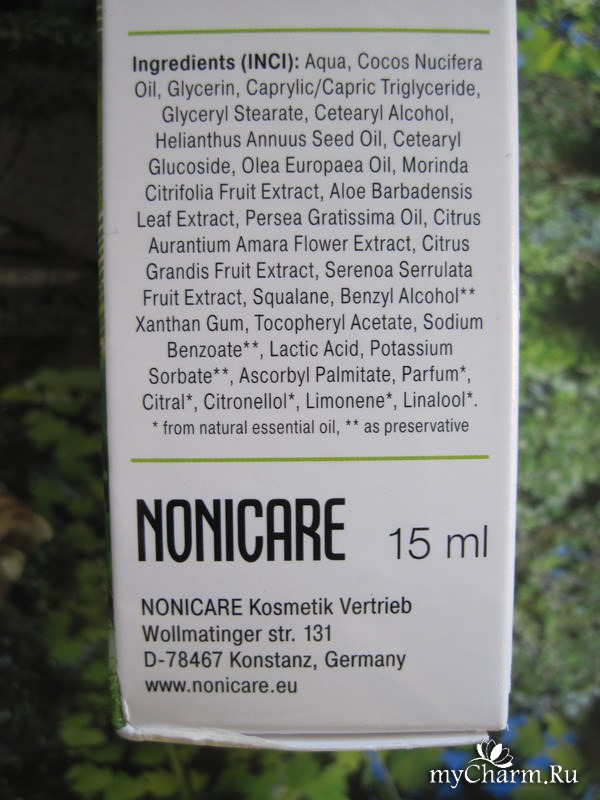 Ingredients (INCI): Aqua, Cocos Nucifera
Oil, Glycerin, Caprylic/Capric Triglyceride,
Glyceryl Stearate, Cetearyl Alcohol,
Helianthus Annuus Seed Oil, Cetearyl
Glucoside, Olea Europaea Oil, Morinda
Citrifolia Fruit Extract, Aloe Barbadensis
Leaf Extract, Persea Gratissima Oil, Citrus
Aurantium Amara Flower Extract, Citrus
Grandis Fruit Extract, Serenoa Serrulata
Fruit Extract, Squalane, Benzyl Alcohol**
Xanthan Gum, Tocopheryl Acetate, Sodium
Benzoate**, Lactic Acid, Potassium
Sorbate**, Ascorbyl Palmitate, Parfum*,
Citral*, Citronellol*, Limonene*, Linalool*.
* from natural essential oil, ** as preservative
NONICARE 15 ml
NONICARE Kosmetik Vertrieb
Wollmatinger str. 131
D-78467 Konstanz, Germany
www.nonicare.eu
myCharm.Ru